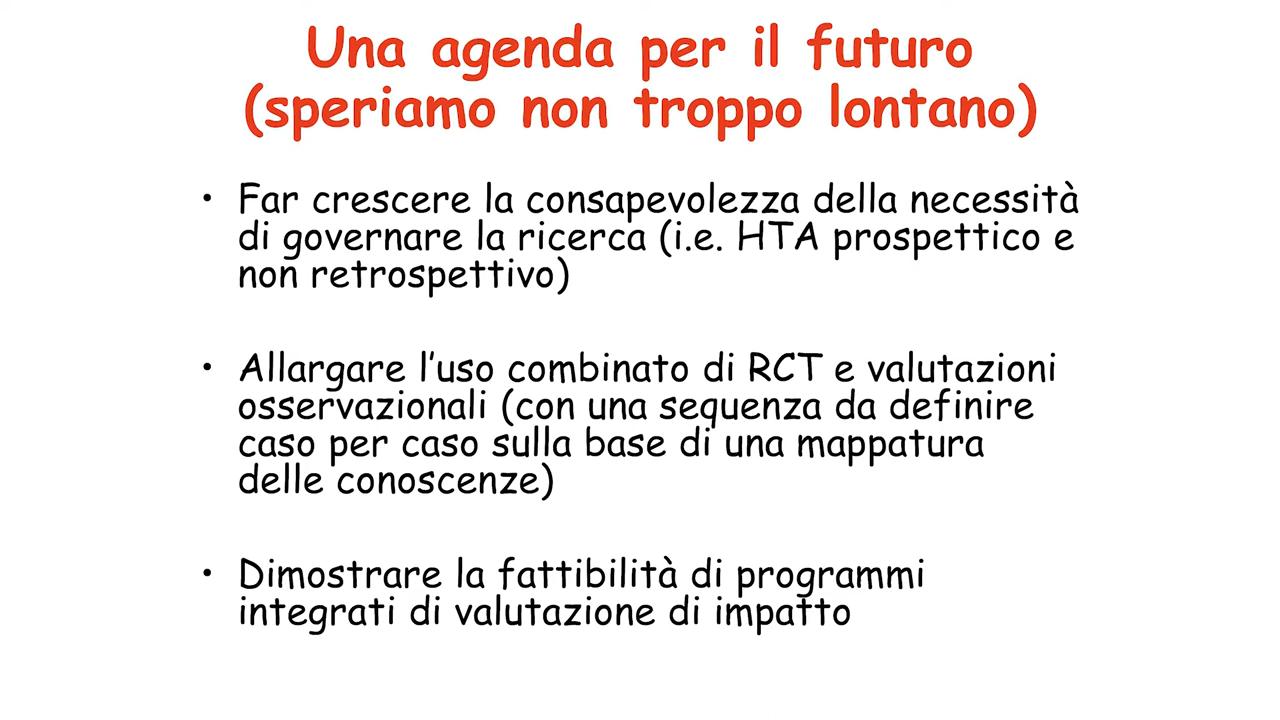 Una agenda per il futuro
(speriamo non troppo lontano)
• Far crescere la consapevolezza della necessità
di governare la ricerca (i.e. HTA prospettico e
non retrospettivo)
• Allargare l’uso combinato di RCT e valutazioni
osservazionali (con una sequenza da definire
caso per caso sulla base di una mappatura
delle conoscenze)
• Dimostrare la fattibilità di programmi
integrati di valutazione di impatto